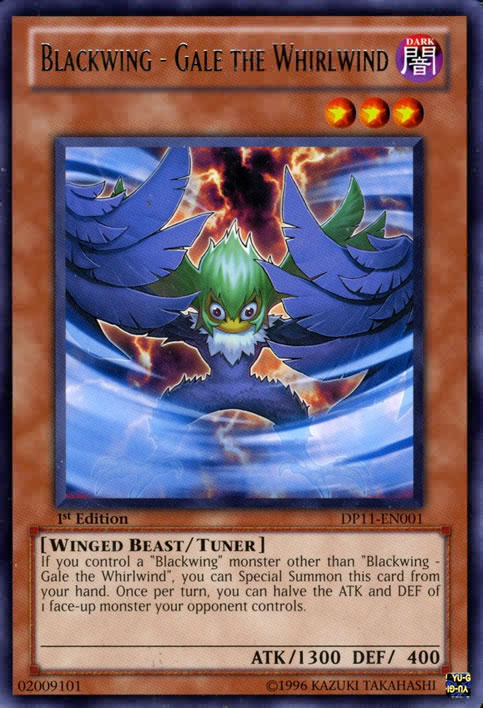 BLACKWING - GALE THE WHIRLWIND
DARK
闇
1st Edition
DP11-EN001
[WINGED BEAST/TUNER]
If you control a "Blackwing" monster other than "Blackwing -
Gale the Whirlwind", you can Special Summon this card from
your hand. Once per turn, you can halve the ATK and DEF of
1 face-up monster your opponent controls.
ATK/1300 DEF/ 400
02009101
©1996 KAZUKI TAKAHASHI
YU-G